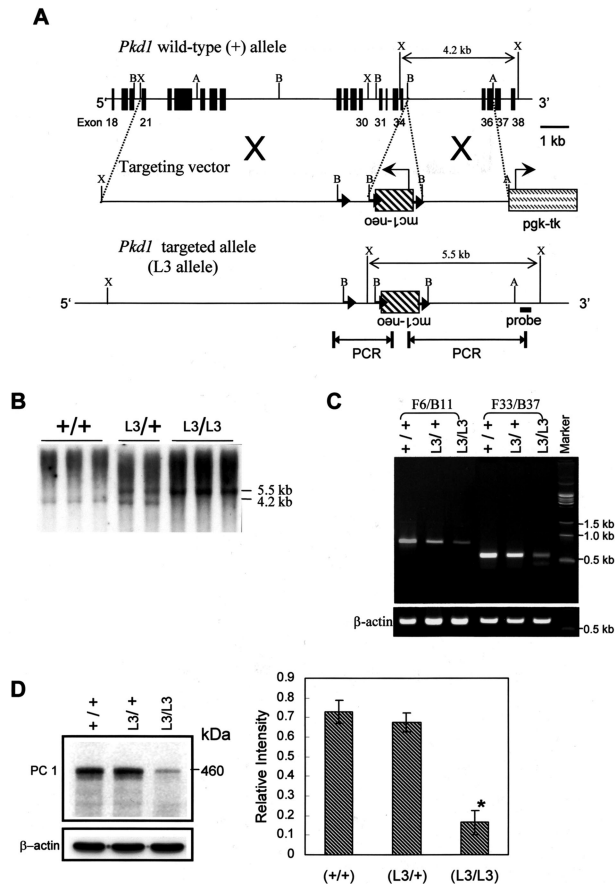 A
Pkd1 wild-type (+) allele
X 4.2 kb X
BX A B X B B A
5' 3'
Exon 18 21 30 31 34 36 37 38
X X
1 kb
Targeting vector
X B B B A
mc1-neo
pgk-tk
Pkd1 targeted allele
(L3 allele)
X 5.5 kb X
5' X B B B A 3'
mc1-neo
probe
PCR PCR
B
+/+ L3/+ L3/L3
5.5 kb
4.2 kb
C
F6/B11 F33/B37
+/+ L3/+ L3/L3 +/+ L3/+ L3/L3 Marker
1.5 kb
1.0 kb
0.5 kb
β-actin
0.5 kb
D
+/+ L3/+ L3/L3
kDa
PC 1 460
β-actin
Relative Intensity
0.9
0.8
0.7
0.6
0.5
0.4
0.3
0.2
0.1
0
*
(+/+) (L3/+) (L3/L3)